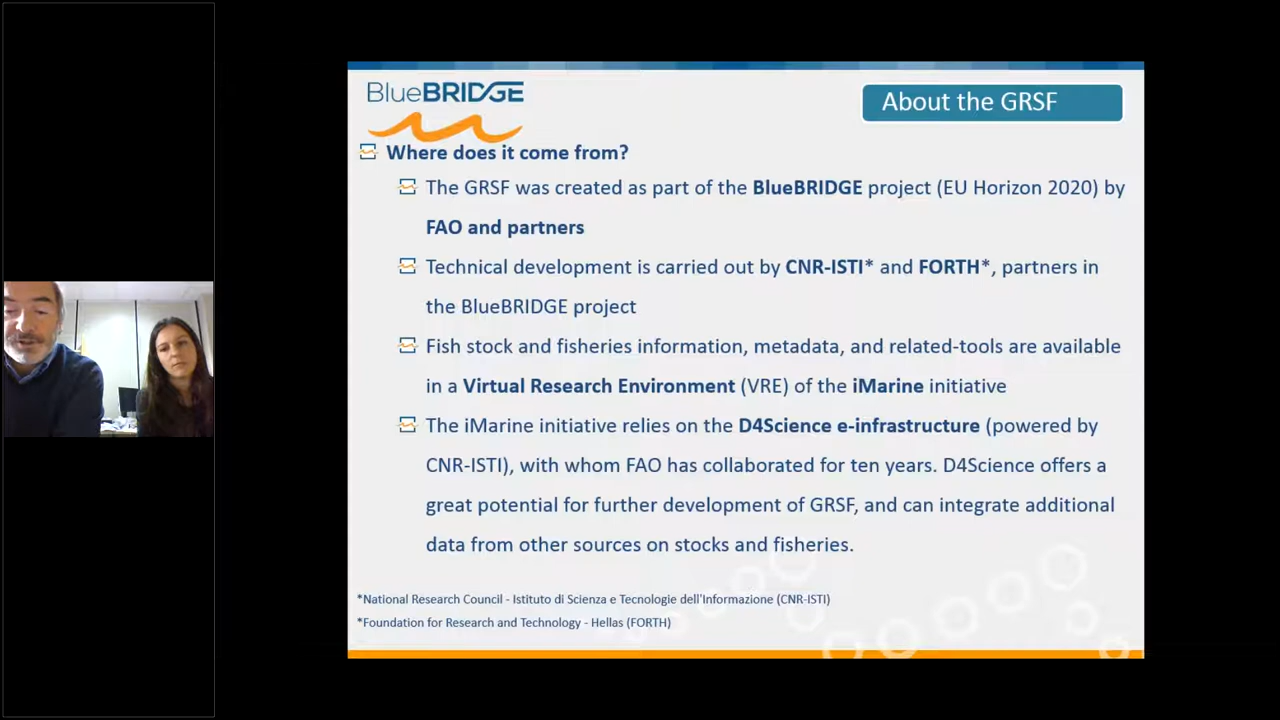 BlueBRIDGE
About the GRSF
Where does it come from?
The GRSF was created as part of the BlueBRIDGE project (EU Horizon 2020) by
FAO and partners
Technical development is carried out by CNR-ISTI* and FORTH*, partners in
the BlueBRIDGE project
Fish stock and fisheries information, metadata, and related-tools are available
in a Virtual Research Environment (VRE) of the iMarine initiative
The iMarine initiative relies on the D4Science e-infrastructure (powered by
CNR-ISTI), with whom FAO has collaborated for ten years. D4Science offers a
great potential for further development of GRSF, and can integrate additional
data from other sources on stocks and fisheries.
*National Research Council - Istituto di Scienza e Tecnologie dell'Informazione (CNR-ISTI)
*Foundation for Research and Technology - Hellas (FORTH)